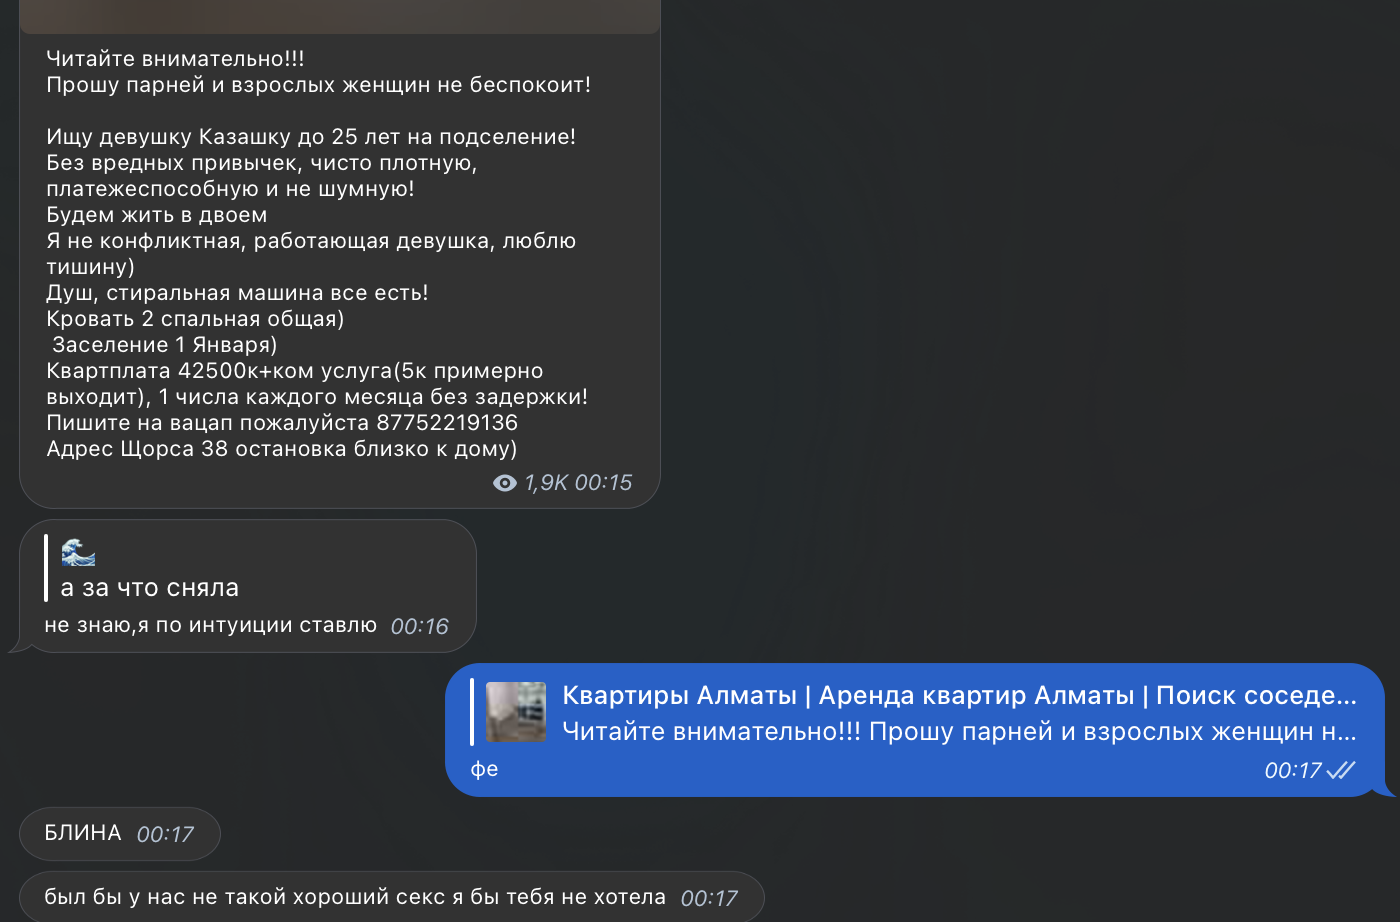 Читайте внимательно!!!
Прошу парней и взрослых женщин не беспокоит!
Ищу девушку Казашку до 25 лет на подселение!
Без вредных привычек, чисто плотную,
платежеспособную и не шумную!
Будем жить в двоем
Я не конфликтная, работающая девушка, люблю
тишину)
Душ, стиральная машина все есть!
Кровать 2 спальная общая)
Заселение 1 Января)
Квартплата 42500к+ком услуга(5к примерно
выходит), 1 числа каждого месяца без задержки!
Пишите на вацап пожалуйста 87752219136
Адрес Щорса 38 остановка близко к дому)
1,9K 00:15
🌊
а за что сняла
не знаю,я по интуиции ставлю 00:16
Квартиры Алматы | Аренда квартир Алматы | Поиск соседе...
Читайте внимательно!!! Прошу парней и взрослых женщин н...
фе 00:17
БЛИНА 00:17
был бы у нас не такой хороший секс я бы тебя не хотела 00:17